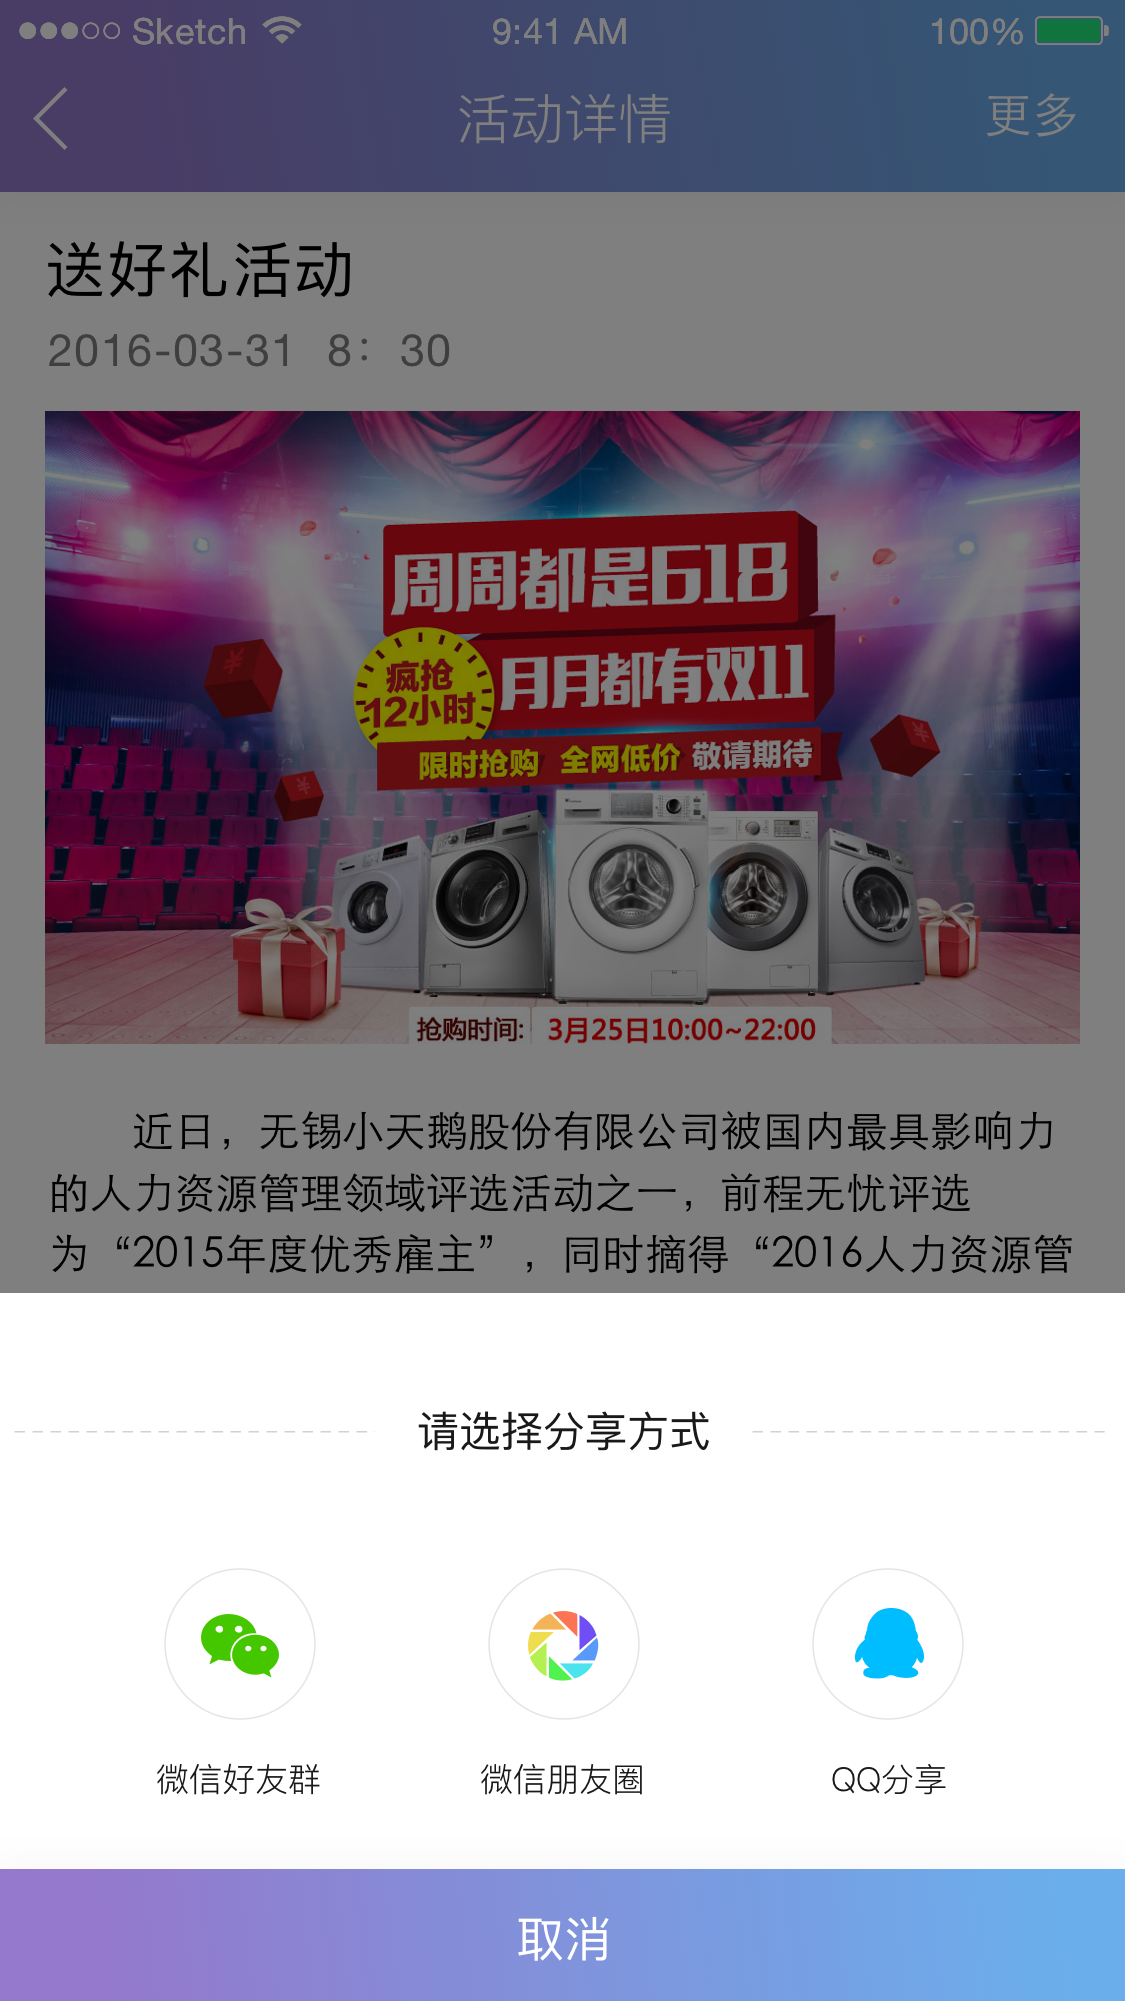 Sketch 9:41 AM 100%
活动详情 更多
送好礼活动
2016-03-31 8：30
周周都是618
月月都有双11
疯抢
12小时
限时抢购 全网低价 敬请期待
¥
¥
¥
抢购时间: 3月25日10:00~22:00
近日，无锡小天鹅股份有限公司被国内最具影响力
的人力资源管理领域评选活动之一，前程无忧评选
为“2015年度优秀雇主”，同时摘得“2016人力资源管
请选择分享方式
微信好友群 微信朋友圈 QQ分享
取消